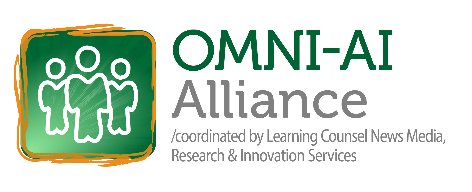 OMNI-AI
Alliance
/coordinated by Learning Counsel News Media,
Research & Innovation Services